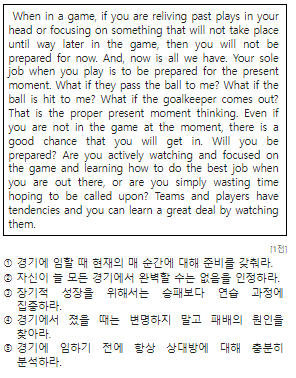 When in a game, if you are reliving past plays in your
head or focusing on something that will not take place
until way later in the game, then you will not be
prepared for now. And, now is all we have. Your sole
job when you play is to be prepared for the present
moment. What if they pass the ball to me? What if the
ball is hit to me? What if the goalkeeper comes out?
That is the proper present moment thinking. Even if
you are not in the game at the moment, there is a
good chance that you will get in. Will you be
prepared? Are you actively watching and focused on
the game and learning how to do the best job when
you are out there, or are you simply wasting time
hoping to be called upon? Teams and players have
tendencies and you can learn a great deal by watching
them.
[1점]
① 경기에 임할 때 현재의 매 순간에 대해 준비를 갖춰라.
② 자신이 늘 모든 경기에서 완벽할 수는 없음을 인정하라.
③ 장기적 성장을 위해서는 승패보다 연습 과정에
집중하라.
④ 경기에서 졌을 때는 변명하지 말고 패배의 원인을
찾아라.
⑤ 경기에 임하기 전에 항상 상대방에 대해 충분히
분석하라.